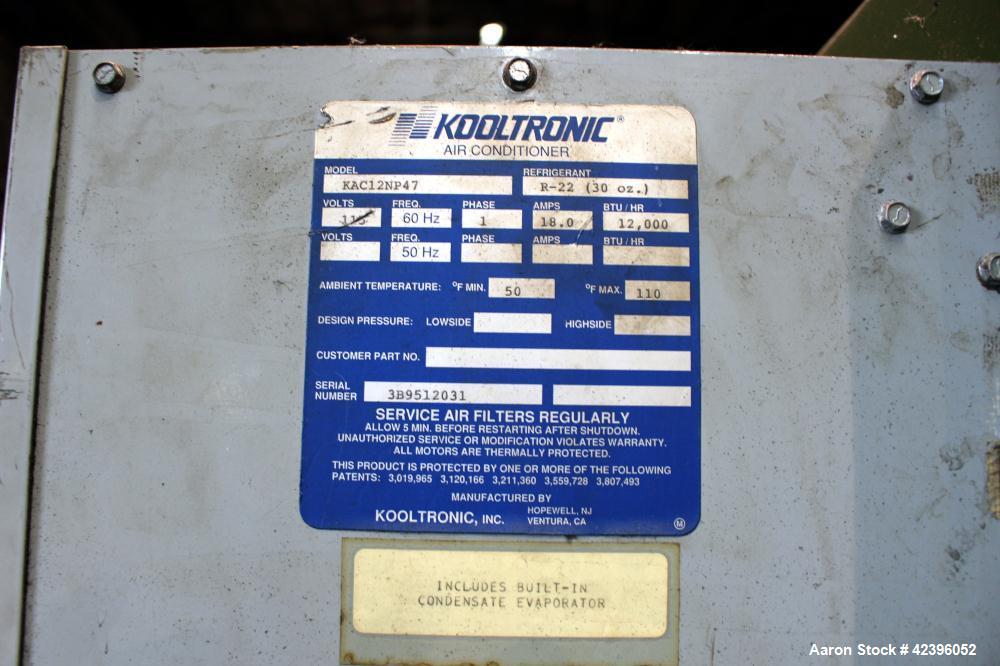 KOOLTRONIC®
AIR CONDITIONER
MODEL REFRIGERANT
KAC12NP47 R-22 (30 oz.)
VOLTS FREQ. PHASE AMPS BTU / HR
115 60 Hz 1 18.0 12,000
VOLTS FREQ. PHASE AMPS BTU / HR
50 Hz
AMBIENT TEMPERATURE: °F MIN. 50 °F MAX. 110
DESIGN PRESSURE: LOWSIDE HIGHSIDE
CUSTOMER PART NO.
SERIAL
NUMBER 3B9512031
SERVICE AIR FILTERS REGULARLY
ALLOW 5 MIN. BEFORE RESTARTING AFTER SHUTDOWN.
UNAUTHORIZED SERVICE OR MODIFICATION VIOLATES WARRANTY.
ALL MOTORS ARE THERMALLY PROTECTED.
THIS PRODUCT IS PROTECTED BY ONE OR MORE OF THE FOLLOWING
PATENTS: 3,019,965 3,120,166 3,211,360 3,559,728 3,807,493
MANUFACTURED BY
KOOLTRONIC, INC. HOPEWELL, NJ
VENTURA, CA
M
INCLUDES BUILT-IN
CONDENSATE EVAPORATOR
Aaron Stock # 42396052